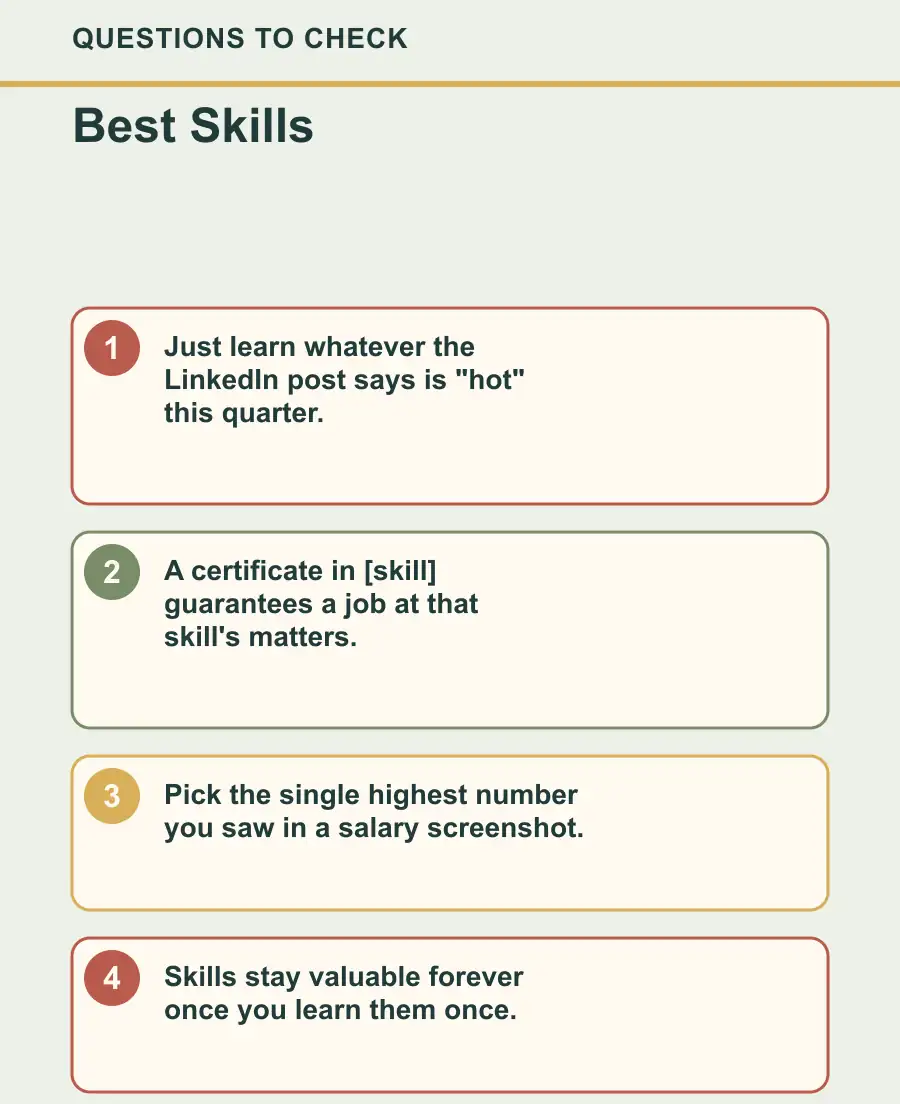 QUESTIONS TO CHECK
Best Skills
1
Just learn whatever the
LinkedIn post says is "hot"
this quarter.
2
A certificate in [skill]
guarantees a job at that
skill's matters.
3
Pick the single highest number
you saw in a salary screenshot.
4
Skills stay valuable forever
once you learn them once.